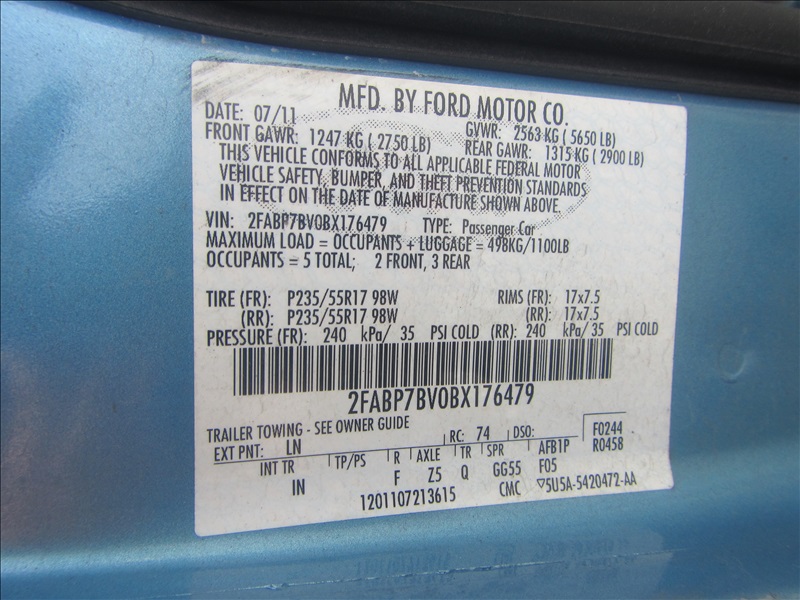 MFD. BY FORD MOTOR CO.
DATE: 07/11 GVWR: 2563 KG ( 5650 LB)
FRONT GAWR: 1247 KG ( 2750 LB) REAR GAWR: 1315 KG ( 2900 LB)
THIS VEHICLE CONFORMS TO ALL APPLICABLE FEDERAL MOTOR
VEHICLE SAFETY, BUMPER, AND THEFT PREVENTION STANDARDS
IN EFFECT ON THE DATE OF MANUFACTURE SHOWN ABOVE.
VIN: 2FABP7BV0BX176479 TYPE: Passenger Car
MAXIMUM LOAD = OCCUPANTS + LUGGAGE = 498KG/1100LB
OCCUPANTS = 5 TOTAL; 2 FRONT, 3 REAR
TIRE (FR): P235/55R17 98W RIMS (FR): 17x7.5
(RR): P235/55R17 98W (RR): 17x7.5
PRESSURE (FR): 240 kPa/ 35 PSI COLD (RR): 240 kPa/ 35 PSI COLD
2FABP7BV0BX176479
TRAILER TOWING - SEE OWNER GUIDE F0244
EXT PNT: LN RC: 74 DSO: R0458
INT TR TP/PS R AXLE TR SPR AFB1P
IN F Z5 Q GG55 F05
1201107213615 CMC ▽5U5A-5420472-AA